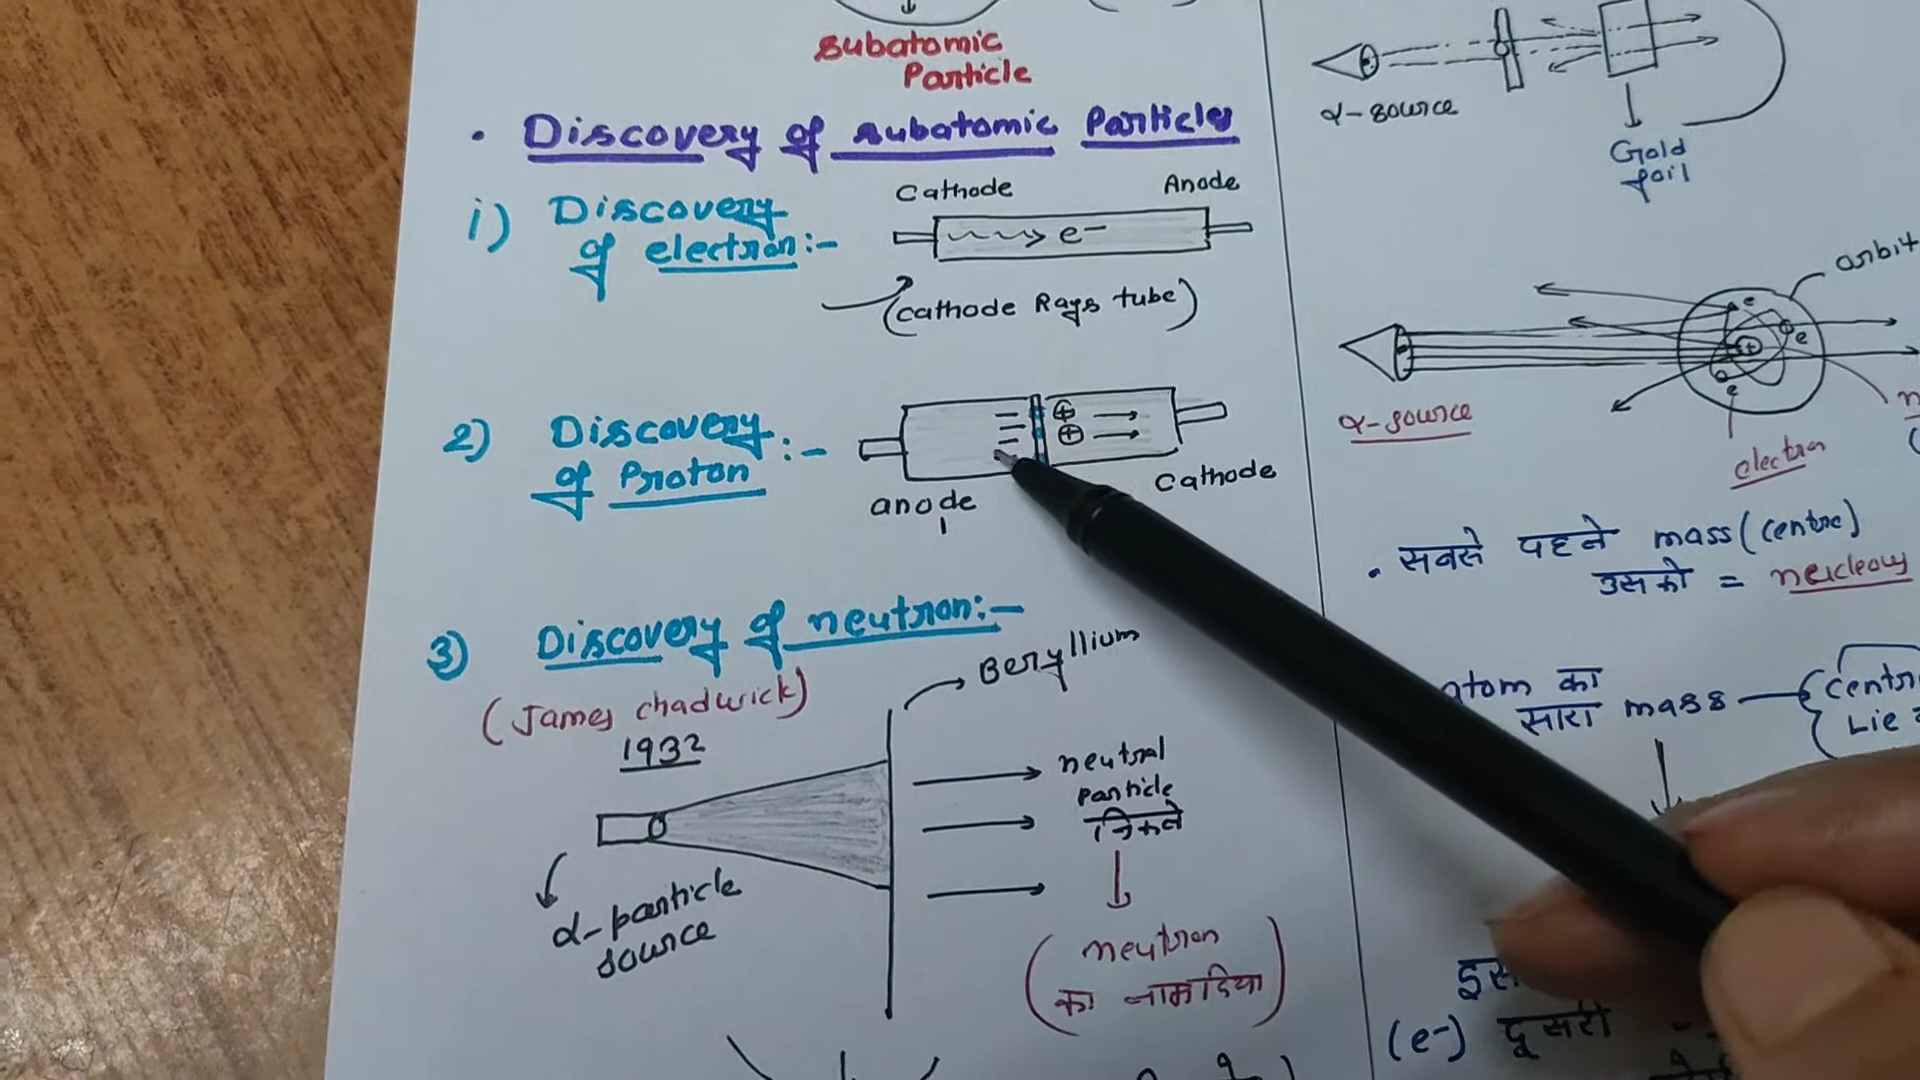 subatomic
Particle
• Discovery of subatomic Particles
i) Discovery
of electron:-
Cathode Anode
e-
(Cathode Rays tube)
2) Discovery
of Proton :-
+
+
anode
Cathode
3) Discovery of neutron:-
(James chadwick)
1932
Beryllium
neutral
particle
निकले
α-particle
source
(neutron
का नाम दिया)
α-source
Gold
foil
orbit
e
e
+
e
α-source
electron
• सबसे पहले mass (centre)
उसको = neucleous
atom का
सारा mass
Lie
(e-) दूसरी